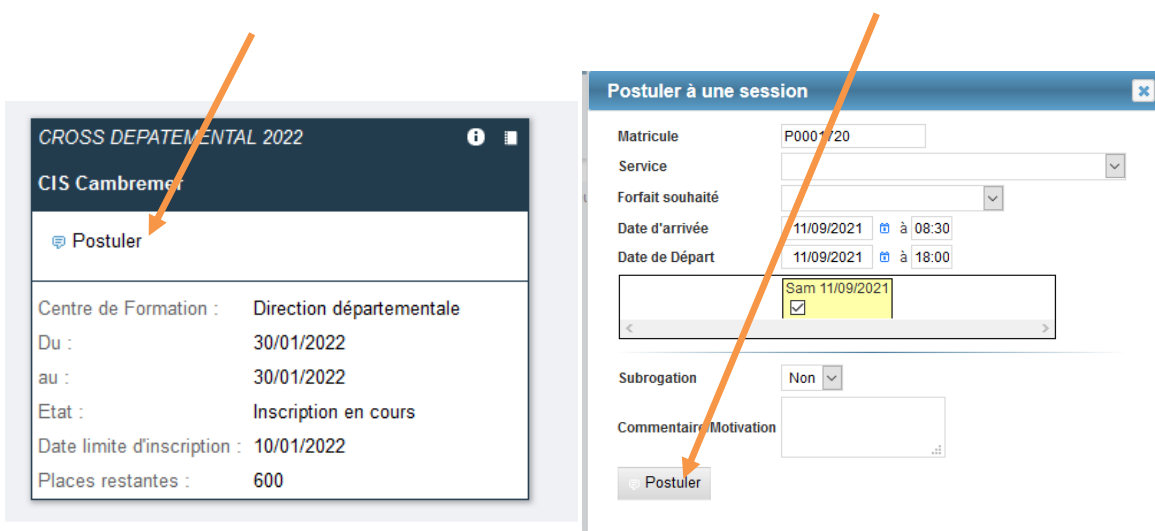 CROSS DEPATEMENTAL 2022
CIS Cambremer
Postuler
Centre de Formation : Direction départementale
Du : 30/01/2022
au : 30/01/2022
Etat : Inscription en cours
Date limite d'inscription : 10/01/2022
Places restantes : 600
Postuler à une session
Matricule P0001720
Service
Forfait souhaité
Date d'arrivée 11/09/2021 à 08:30
Date de Départ 11/09/2021 à 18:00
Sam 11/09/2021
Subrogation Non
Commentaire/Motivation
Postuler